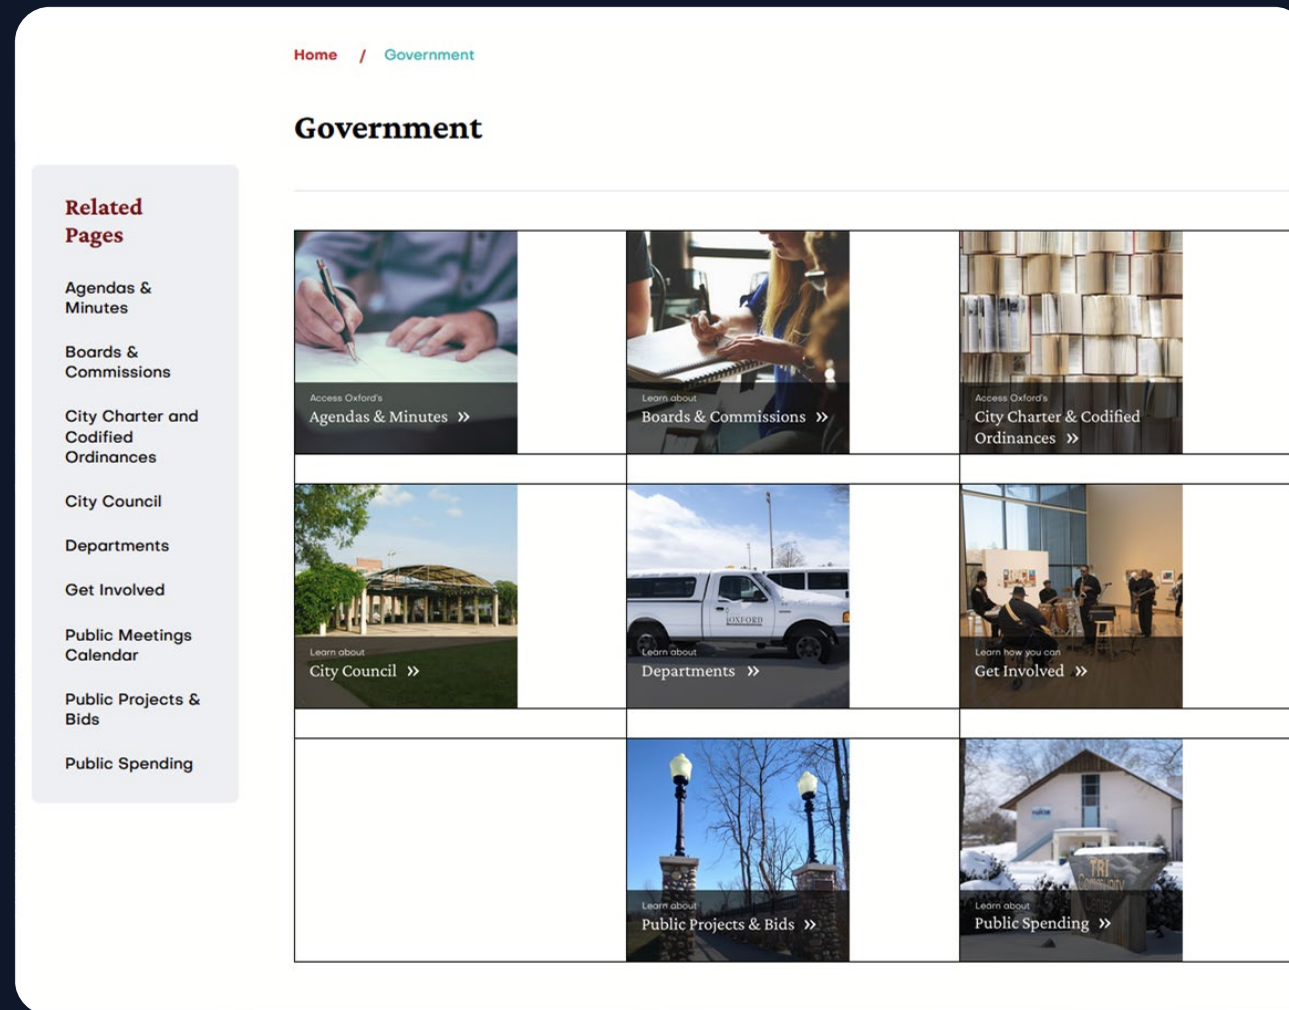 Home / Government
Government
Related
Pages
Agendas &
Minutes
Boards &
Commissions
City Charter and
Codified
Ordinances
City Council
Departments
Get Involved
Public Meetings
Calendar
Public Projects &
Bids
Public Spending
Access Oxford's
Agendas & Minutes »
Learn about
Boards & Commissions »
Access Oxford's
City Charter & Codified
Ordinances »
Learn about
City Council »
OXFORD
Learn about
Departments »
Learn how you can
Get Involved »
Learn about
Public Projects & Bids »
TRI
Community
Learn about
Public Spending »